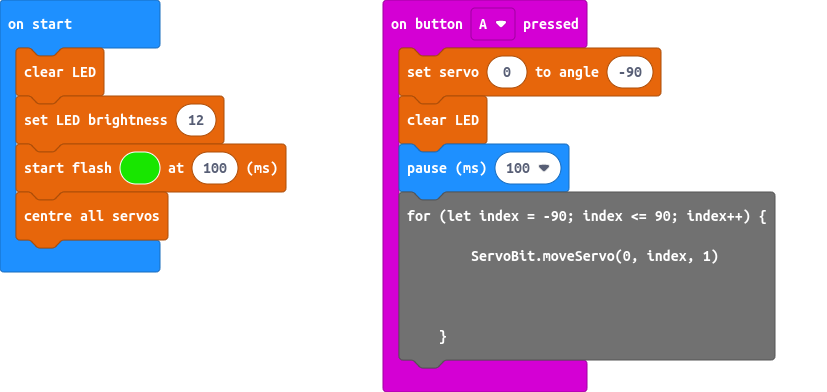 on start
clear LED
set LED brightness 12
start flash at 100 (ms)
centre all servos
on button A pressed
set servo 0 to angle -90
clear LED
pause (ms) 100
for (let index = -90; index <= 90; index++) {
ServoBit.moveServo(0, index, 1)
}